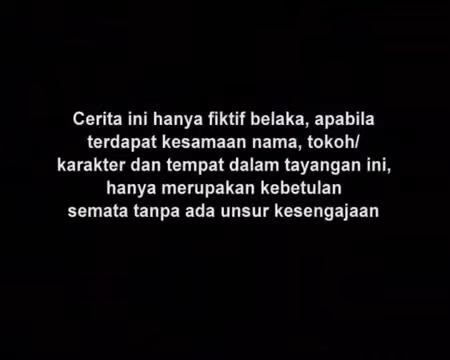 Cerita ini hanya fiktif belaka, apabila
terdapat kesamaan nama, tokoh/
karakter dan tempat dalam tayangan ini,
hanya merupakan kebetulan
semata tanpa ada unsur kesengajaan